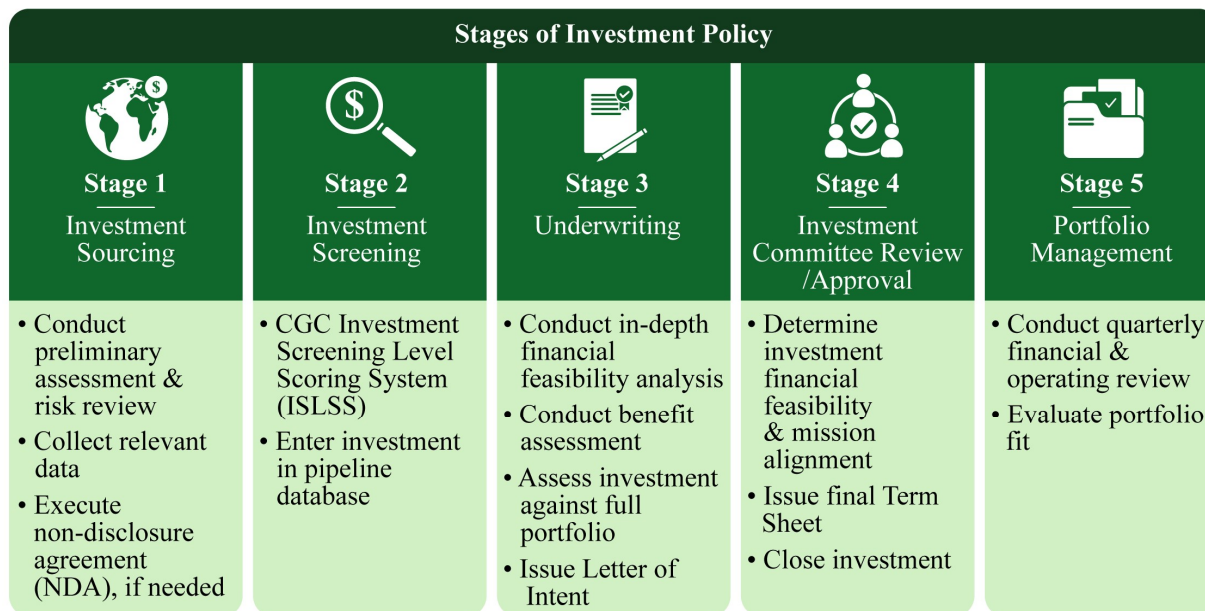 Stages of Investment Policy
$
Stage 1
Investment
Sourcing
• Conduct
preliminary
assessment &
risk review
• Collect relevant
data
• Execute
non-disclosure
agreement
(NDA), if needed
$
Stage 2
Investment
Screening
• CGC Investment
Screening Level
Scoring System
(ISLSS)
• Enter investment
in pipeline
database
Stage 3
Underwriting
• Conduct in-depth
financial
feasibility analysis
• Conduct benefit
assessment
• Assess investment
against full
portfolio
• Issue Letter of
Intent
Stage 4
Investment
Committee Review
/Approval
• Determine
investment
financial
feasibility
& mission
alignment
• Issue final Term
Sheet
• Close investment
Stage 5
Portfolio
Management
• Conduct quarterly
financial &
operating review
• Evaluate portfolio
fit